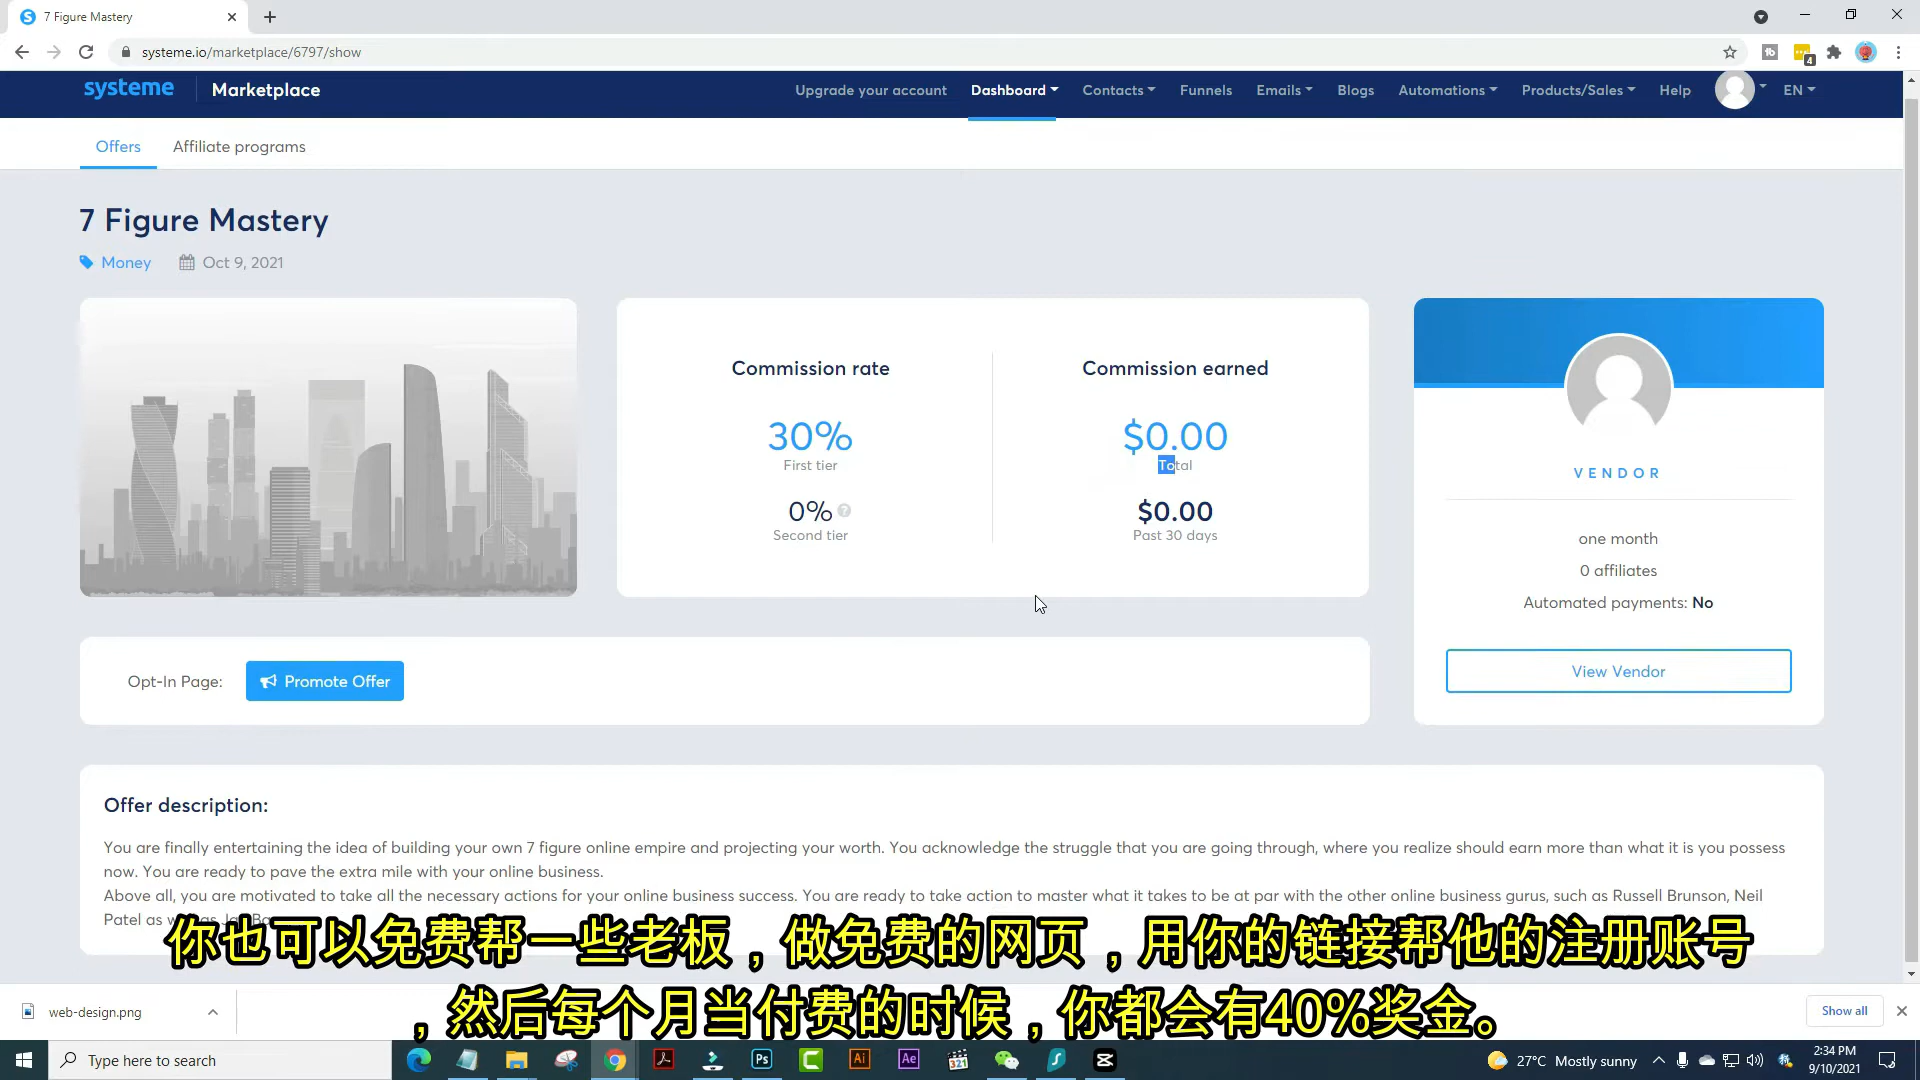 7 Figure Mastery
systeme.io/marketplace/6797/show
4
systeme Marketplace Upgrade your account Dashboard Contacts Funnels Emails Blogs Automations Products/Sales Help EN
Offers Affiliate programs
7 Figure Mastery
Money Oct 9, 2021
Commission rate Commission earned
30% $0.00
First tier Total
0% $0.00
Second tier Past 30 days
VENDOR
one month
0 affiliates
Automated payments: No
View Vendor
Opt-In Page: Promote Offer
Offer description:
You are finally entertaining the idea of building your own 7 figure online empire and projecting your worth. You acknowledge the struggle that you are going through, where you realize should earn more than what it is you possess
now. You are ready to pave the extra mile with your online business.
Above all, you are motivated to take all the necessary actions for your online business success. You are ready to take action to master what it takes to be at par with the other online business gurus, such as Russell Brunson, Neil
Patel as
你也可以免费帮一些老板，做免费的网页，用你的链接帮他的注册账号
，然后每个月当付费的时候，你都会有40%奖金。
web-design.png Show all
Type here to search
Ps Ai Ae 321
27°C Mostly sunny
2:34 PM
9/10/2021